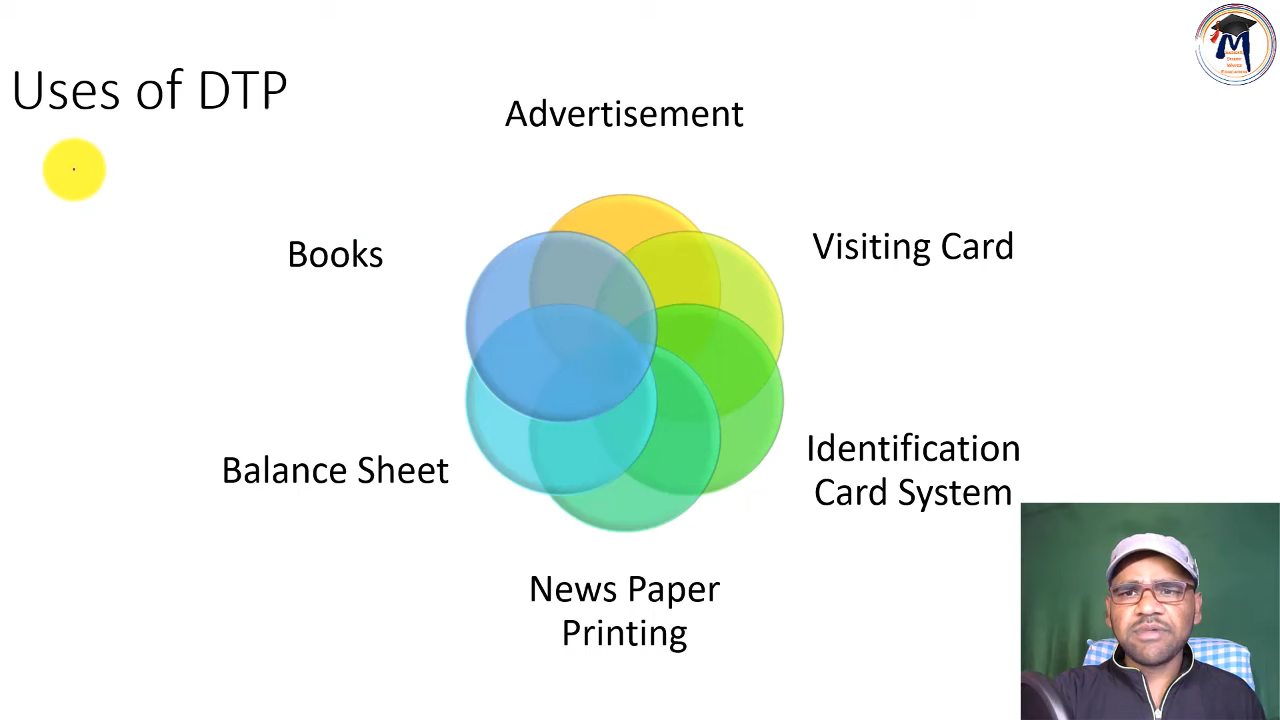 Uses of DTP
Advertisement
Books
Visiting Card
Balance Sheet
Identification
Card System
News Paper
Printing
M